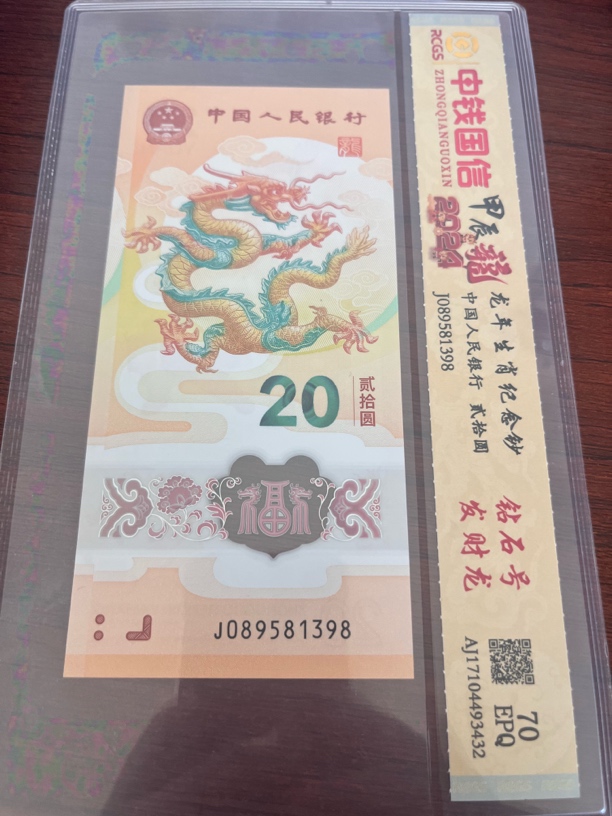 中国人民银行
20
贰拾圆
J089581398
RCGS
中钱国信
ZHONGQIANGUOXIN
2024
甲辰
龙年生肖纪念钞
中国人民银行 贰拾圆
J089581398
钻石号
发财龙
70
EPQ
AJ17104493432